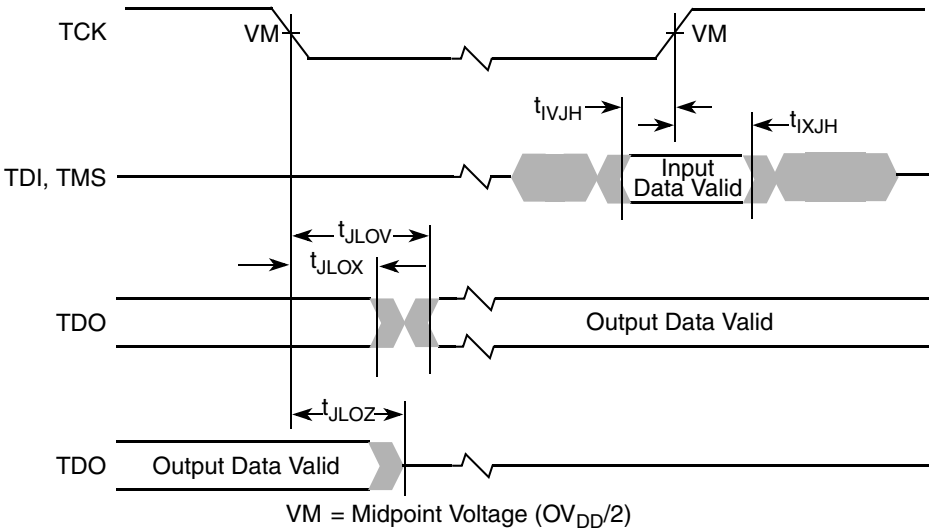 TCK
VM
VM
tIVJH
tIXJH
TDI, TMS
Input
Data Valid
tJLOV
tJLOX
TDO
Output Data Valid
tJLOZ
TDO
Output Data Valid
VM = Midpoint Voltage (OVDD/2)